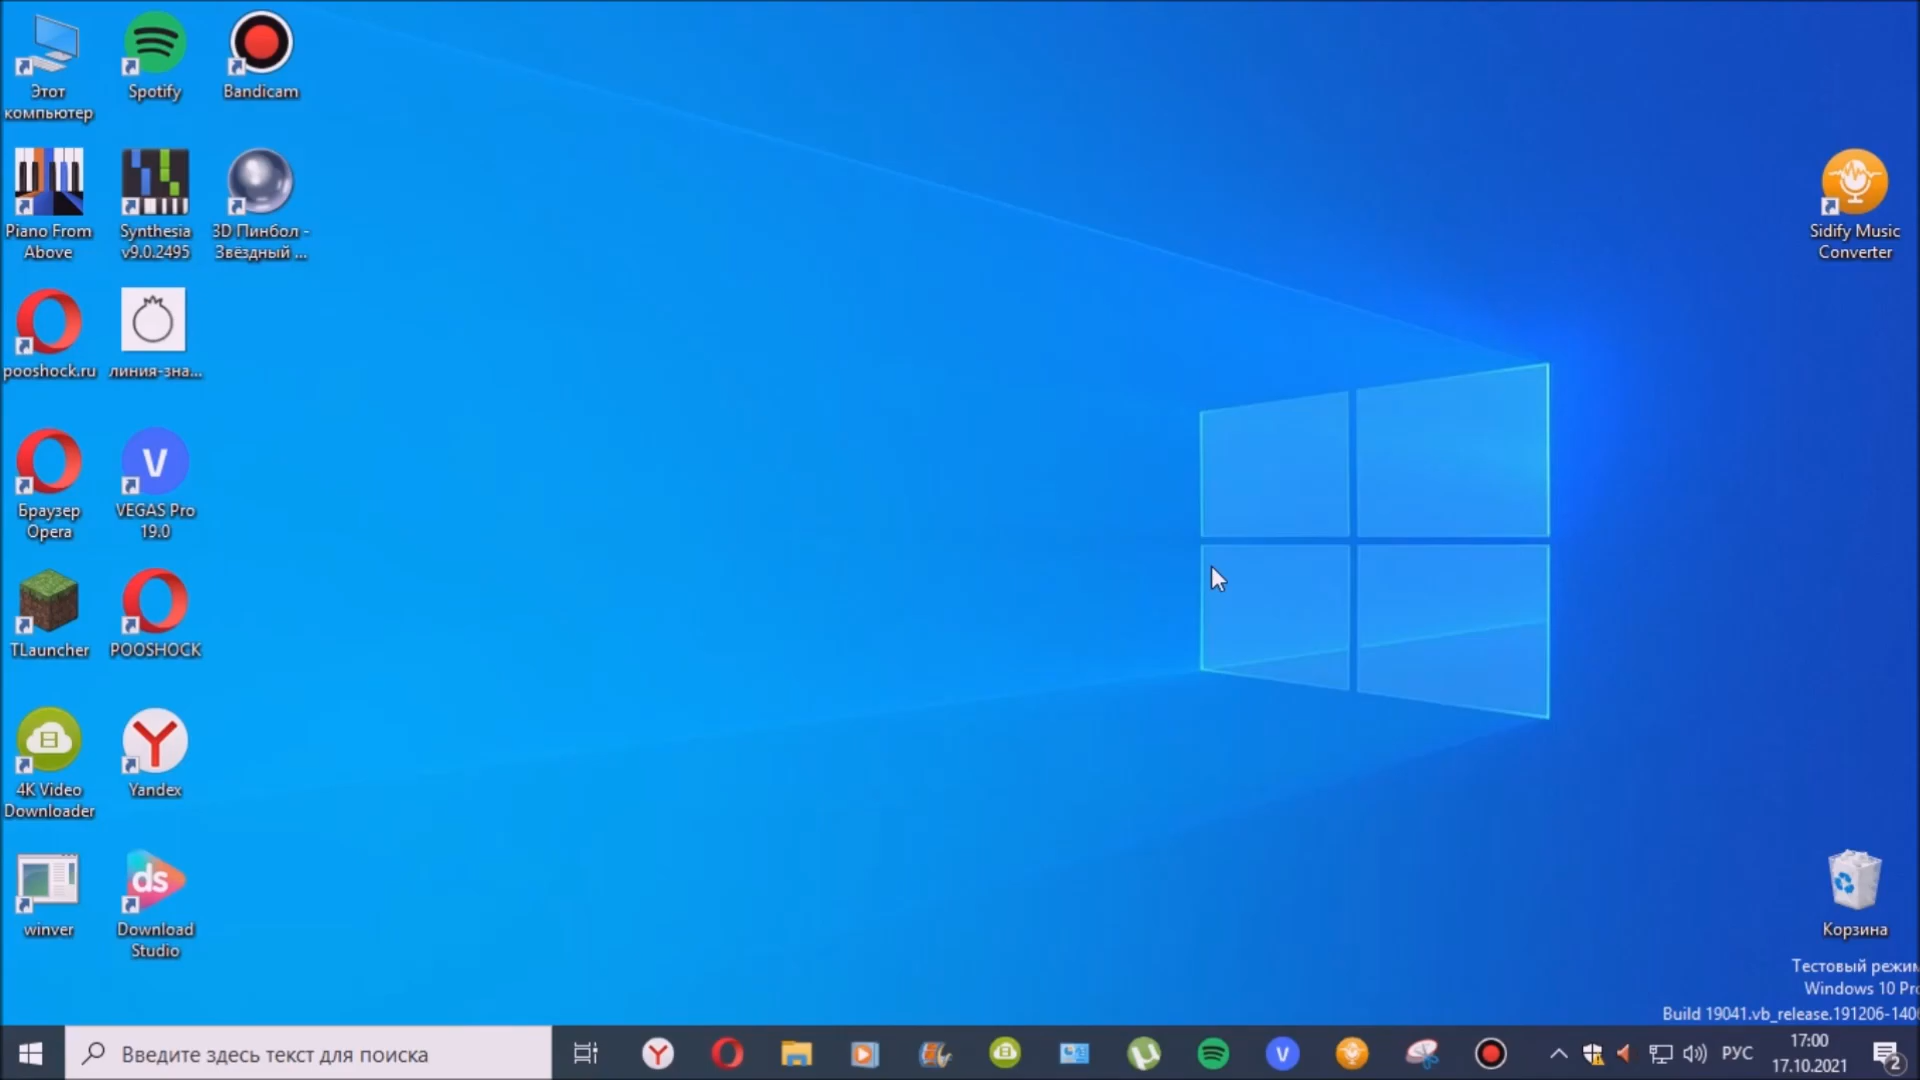 Этот
компьютер
Spotify
Bandicam
Piano From
Above
Synthesia
v9.0.2495
3D Пинбол -
Звёздный ...
Sidify Music
Converter
pooshock.ru
линия-зна...
Браузер
Opera
V
VEGAS Pro
19.0
TLauncher
POOSHOCK
4K Video
Downloader
Y
Yandex
winver
ds
Download
Studio
Корзина
Тестовый режим
Windows 10 Pro
Build 19041.vb_release.191206-140
Введите здесь текст для поиска
РУС
17:00
17.10.2021
2